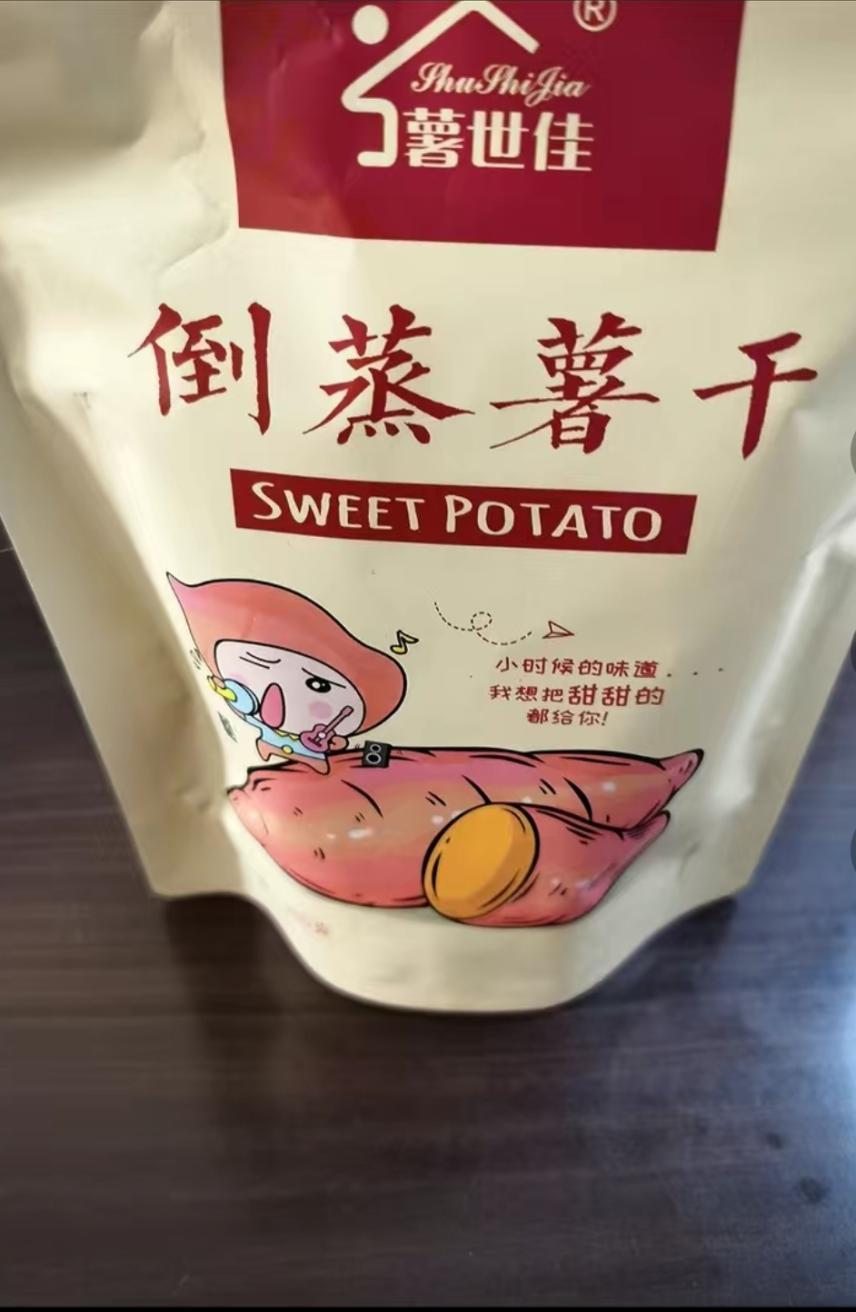 ®
ShuShiJia
薯世佳
倒蒸薯干
SWEET POTATO
小时候的味道....
我想把甜甜的
都给你!